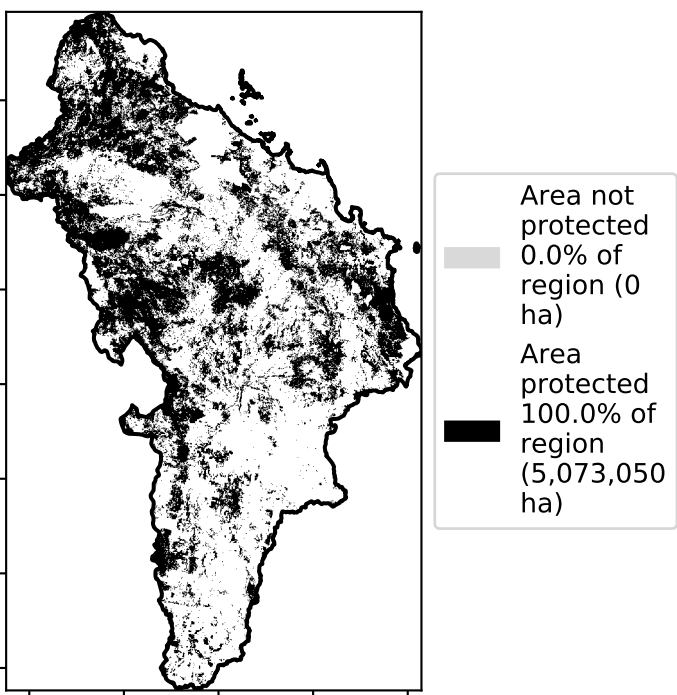 Area not
protected
0.0% of
region (0
ha)
Area
protected
100.0% of
region
(5,073,050
ha)